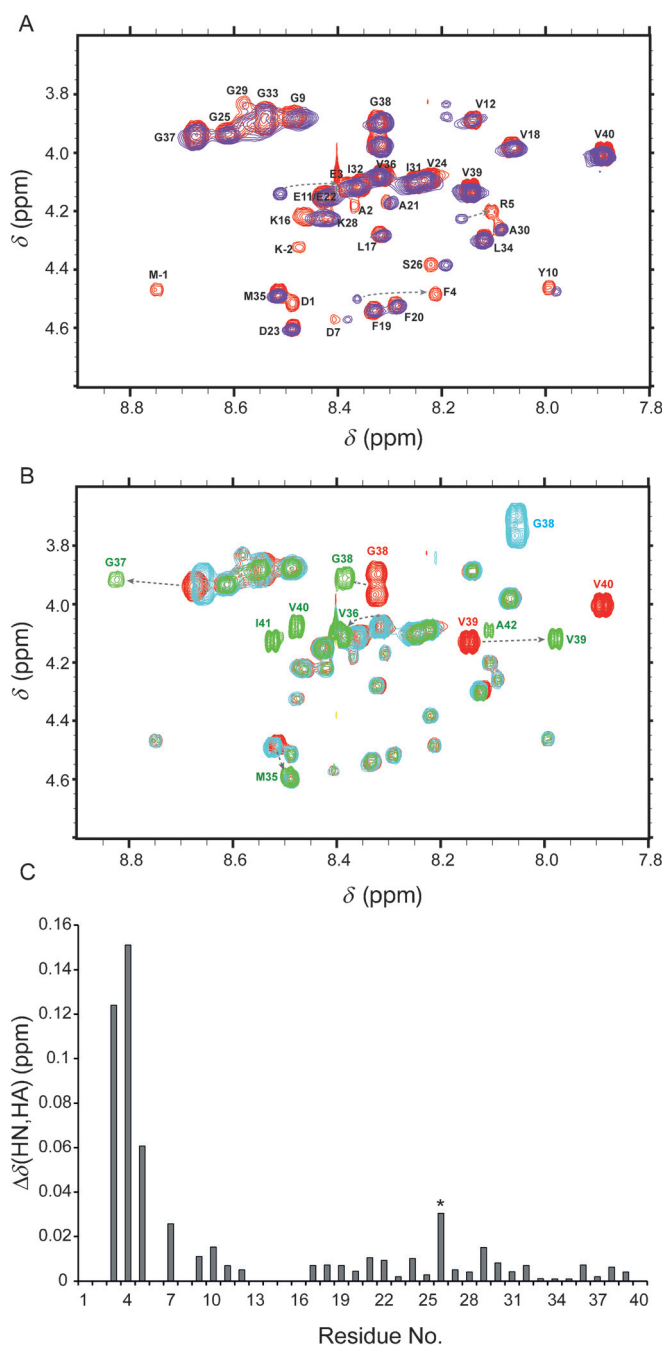 A
G29
G33
G9
G25
G37
G38
V12
V18
V40
E3
I32
V36
I31
V24
V39
E11
E22
A2
A21
R5
K16
K28
A30
K-2
L17
L34
S26
M-1
Y10
M35
D1
F4
D23
D7
F19
F20
3.8
4.0
4.2
4.4
4.6
δ (ppm)
8.8
8.6
8.4
8.2
8.0
7.8
δ (ppm)
B
G38
G37
G38
G38
V40
V40
V36
I41
V39
A42
V39
M35
3.8
4.0
4.2
4.4
4.6
δ (ppm)
8.8
8.6
8.4
8.2
8.0
7.8
δ (ppm)
C
0.16
0.14
0.12
0.1
0.08
0.06
0.04
0.02
0
Δδ(HN,HA) (ppm)
*
1 4 7 10 13 16 19 22 25 28 31 34 37 40
Residue No.